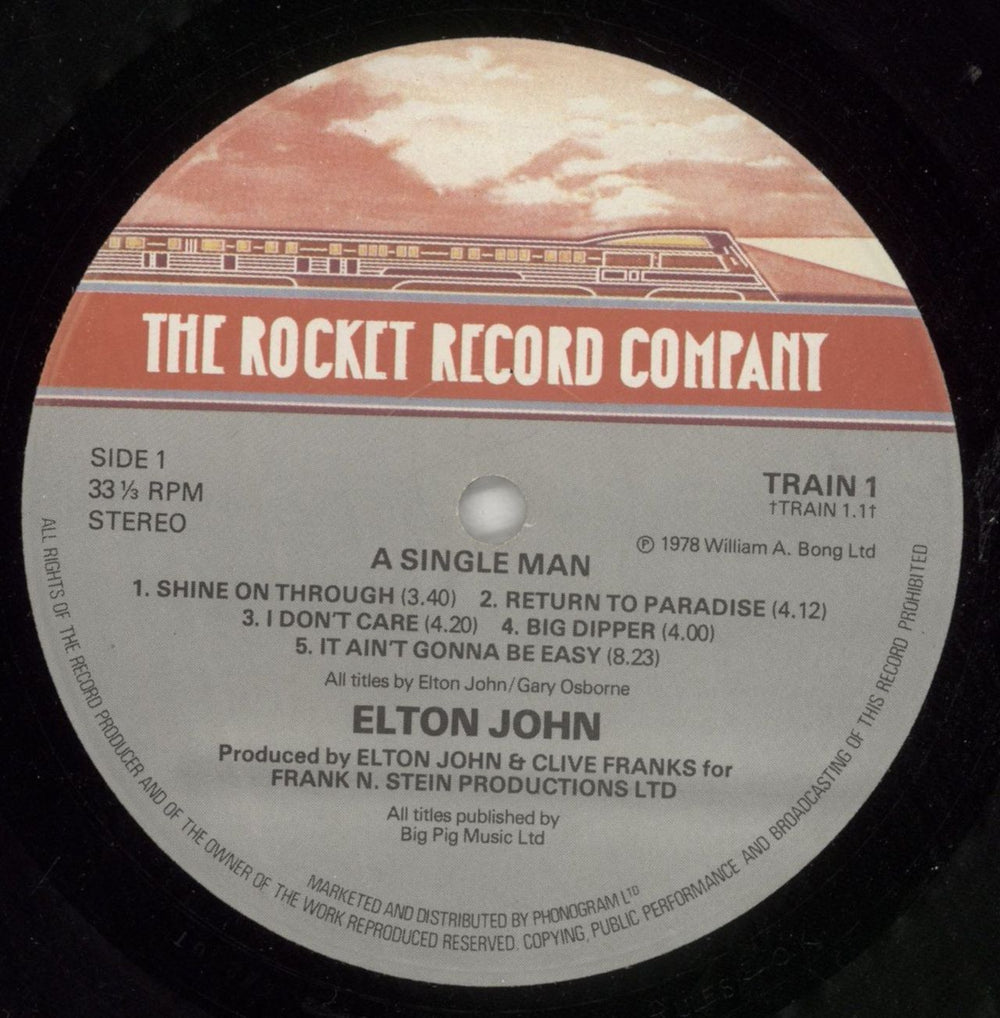 THE ROCKET RECORD COMPANY
SIDE 1
33 ⅓ RPM
STEREO
TRAIN 1
†TRAIN 1.1†
℗ 1978 William A. Bong Ltd
A SINGLE MAN
1. SHINE ON THROUGH (3.40) 2. RETURN TO PARADISE (4.12)
3. I DON'T CARE (4.20) 4. BIG DIPPER (4.00)
5. IT AIN'T GONNA BE EASY (8.23)
All titles by Elton John/Gary Osborne
ELTON JOHN
Produced by ELTON JOHN & CLIVE FRANKS for
FRANK N. STEIN PRODUCTIONS LTD
All titles published by
Big Pig Music Ltd
MARKETED AND DISTRIBUTED BY PHONOGRAM LTD
ALL RIGHTS OF THE RECORD PRODUCER AND OF THE OWNER OF THE WORK REPRODUCED RESERVED. COPYING, PUBLIC PERFORMANCE AND BROADCASTING OF THIS RECORD PROHIBITED